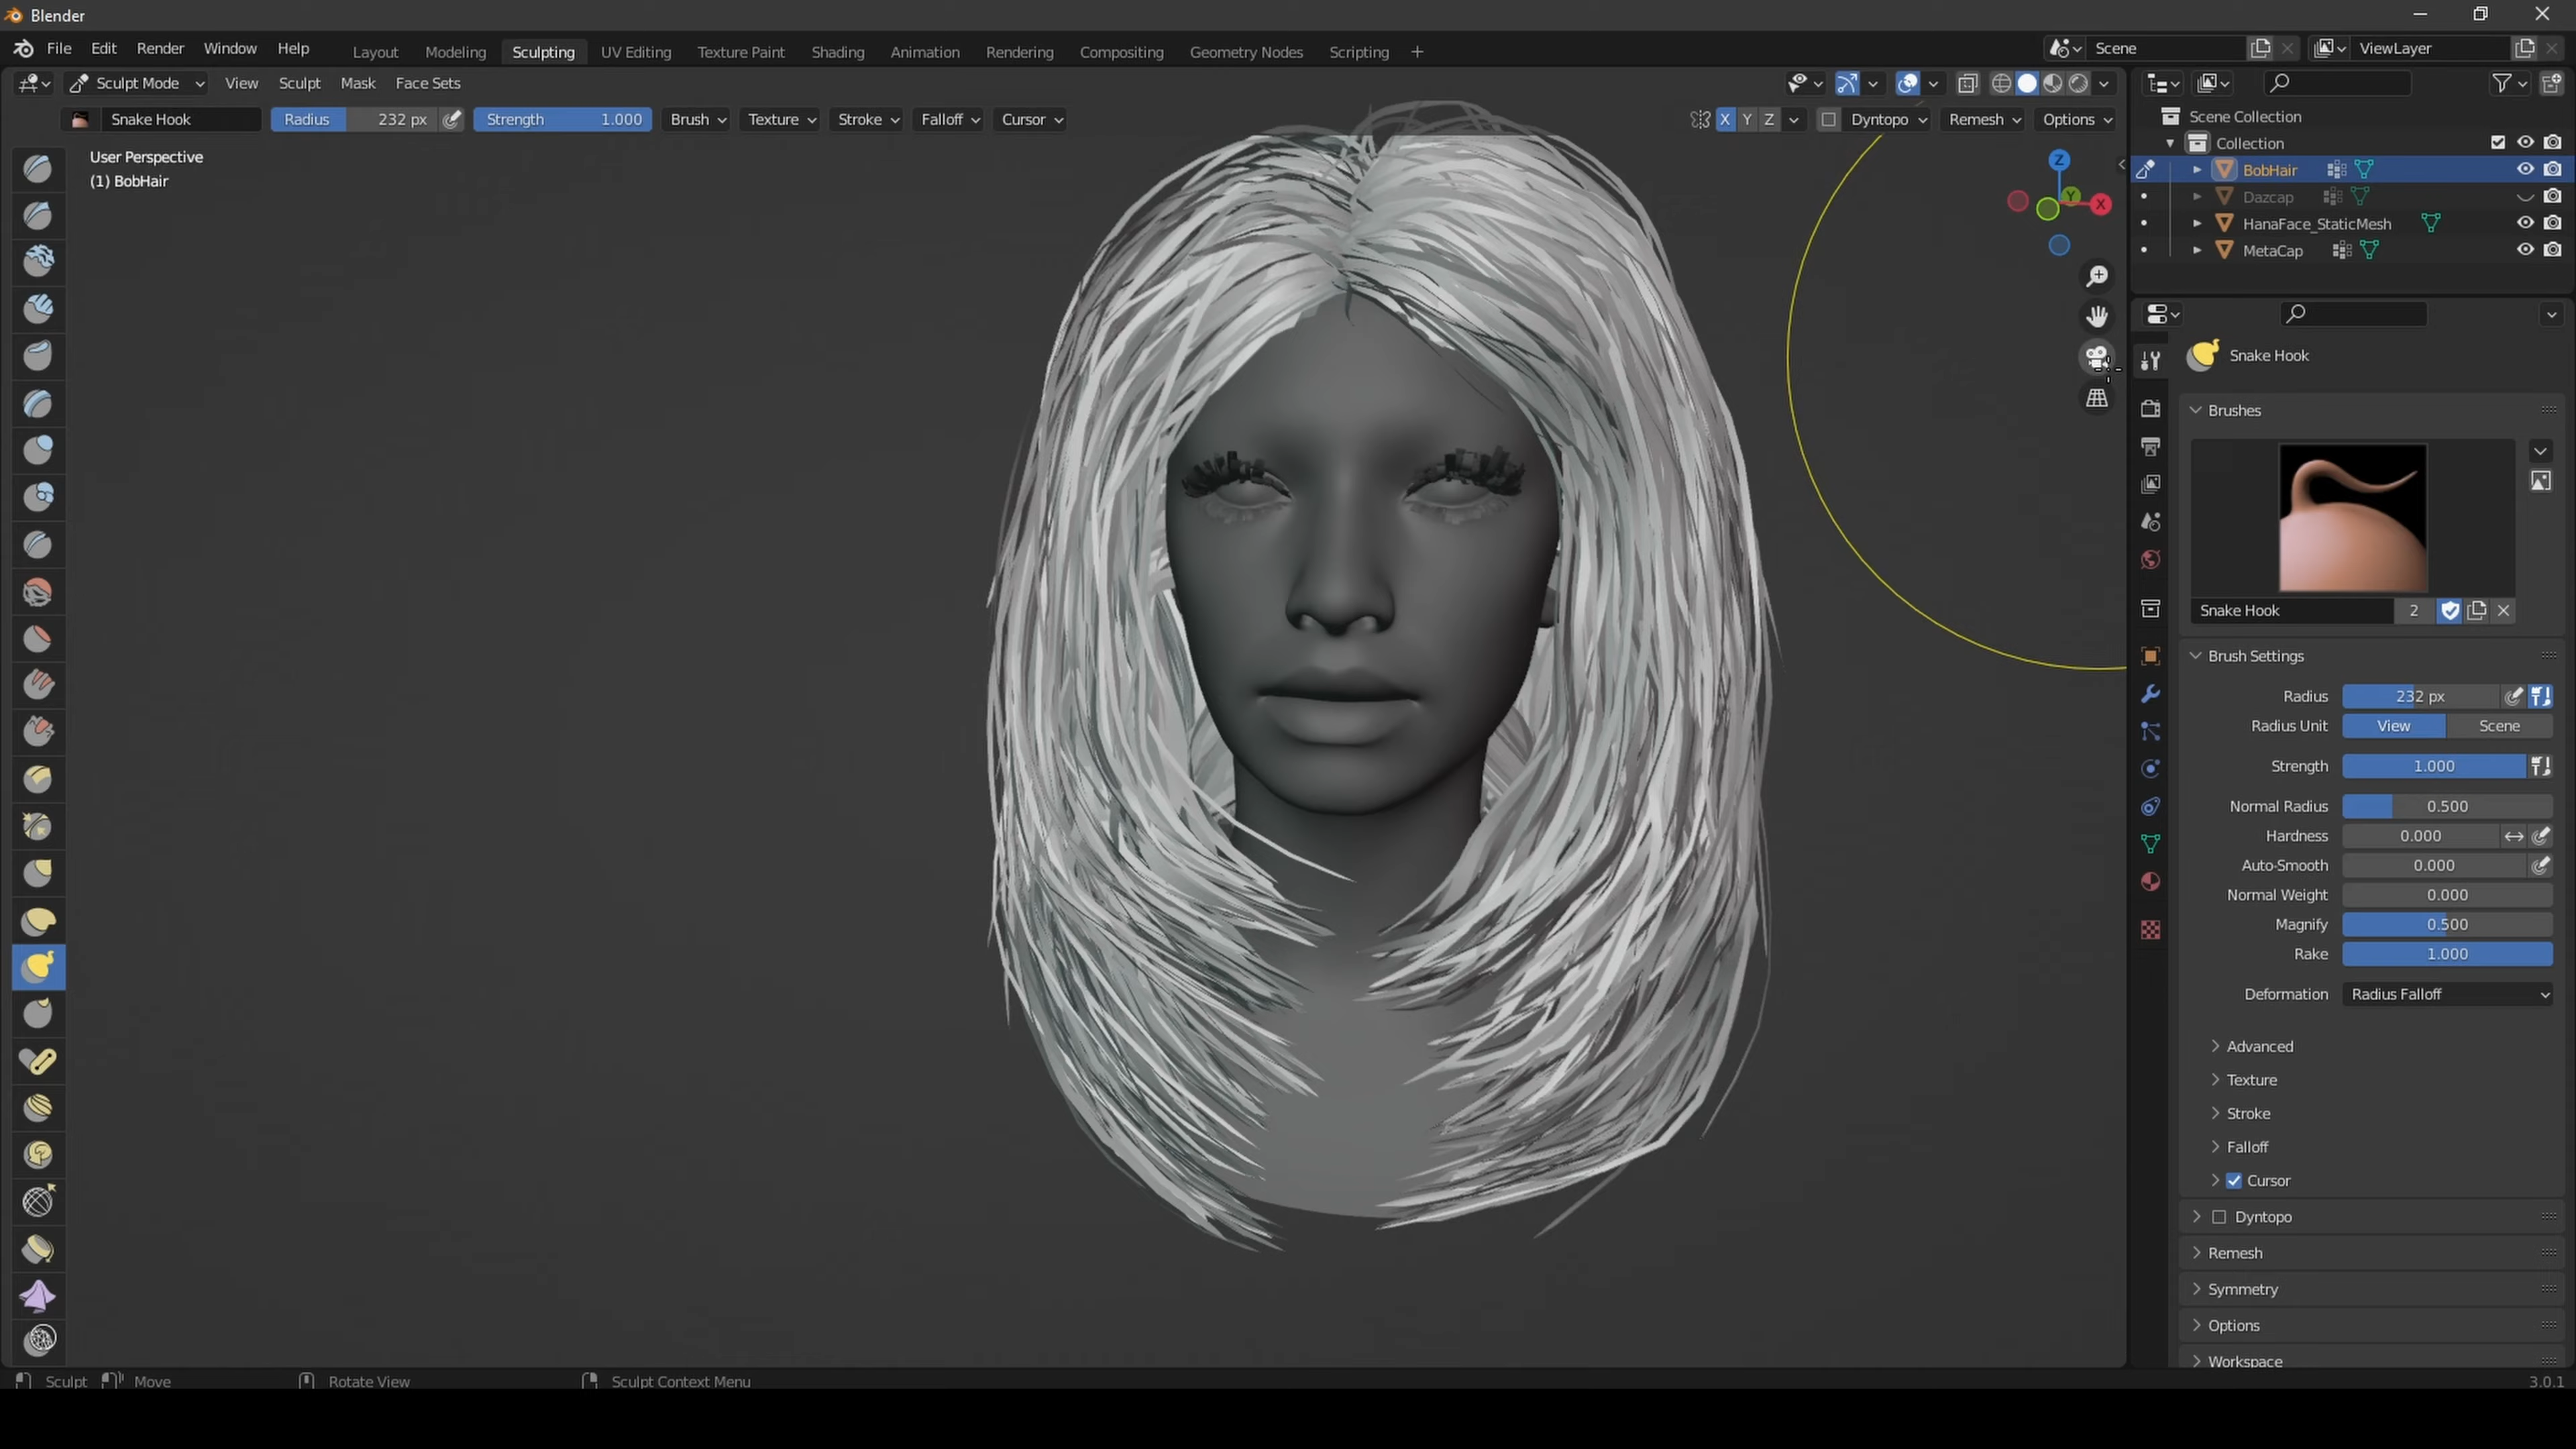 Blender
File Edit Render Window Help Layout Modeling Sculpting UV Editing Texture Paint Shading Animation Rendering Compositing Geometry Nodes Scripting + Scene ViewLayer
Sculpt Mode View Sculpt Mask Face Sets
Snake Hook Radius 232 px Strength 1.000 Brush Texture Stroke Falloff Cursor X Y Z Dyntopo Remesh Options
User Perspective
(1) BobHair
Z
Y
X
Scene Collection
Collection
BobHair
Dazcap
HanaFace_StaticMesh
MetaCap
Snake Hook
Brushes
Snake Hook 2
Brush Settings
Radius 232 px
Radius Unit View Scene
Strength 1.000
Normal Radius 0.500
Hardness 0.000
Auto-Smooth 0.000
Normal Weight 0.000
Magnify 0.500
Rake 1.000
Deformation Radius Falloff
Advanced
Texture
Stroke
Falloff
Cursor
Dyntopo
Remesh
Symmetry
Options
Workspace
Sculpt Move Rotate View Sculpt Context Menu 3.0.1